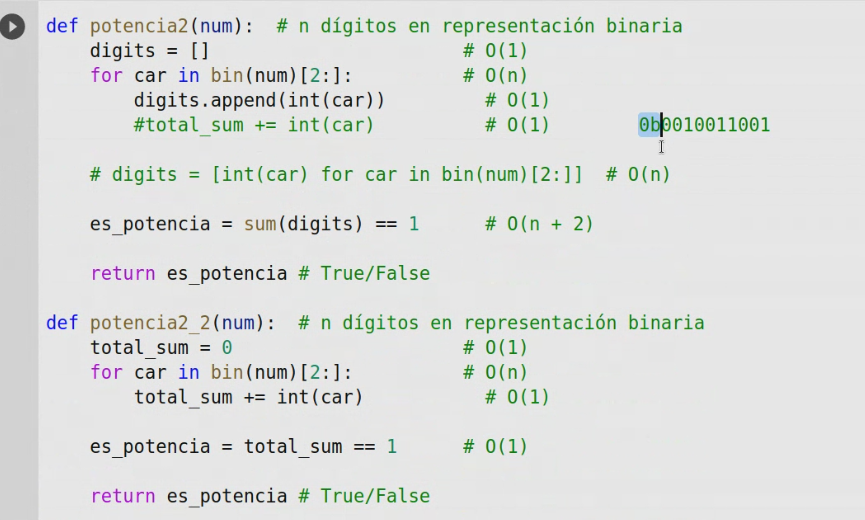 def potencia2(num):  # n dígitos en representación binaria
    digits = []                       # O(1)
    for car in bin(num)[2:]:          # O(n)
        digits.append(int(car))         # O(1)
        #total_sum += int(car)          # O(1)        0b0010011001
    # digits = [int(car) for car in bin(num)[2:]]  # O(n)
    es_potencia = sum(digits) == 1      # O(n + 2)
    return es_potencia # True/False
def potencia2_2(num):  # n dígitos en representación binaria
    total_sum = 0                     # O(1)
    for car in bin(num)[2:]:          # O(n)
        total_sum += int(car)           # O(1)
    es_potencia = total_sum == 1      # O(1)
    return es_potencia # True/False